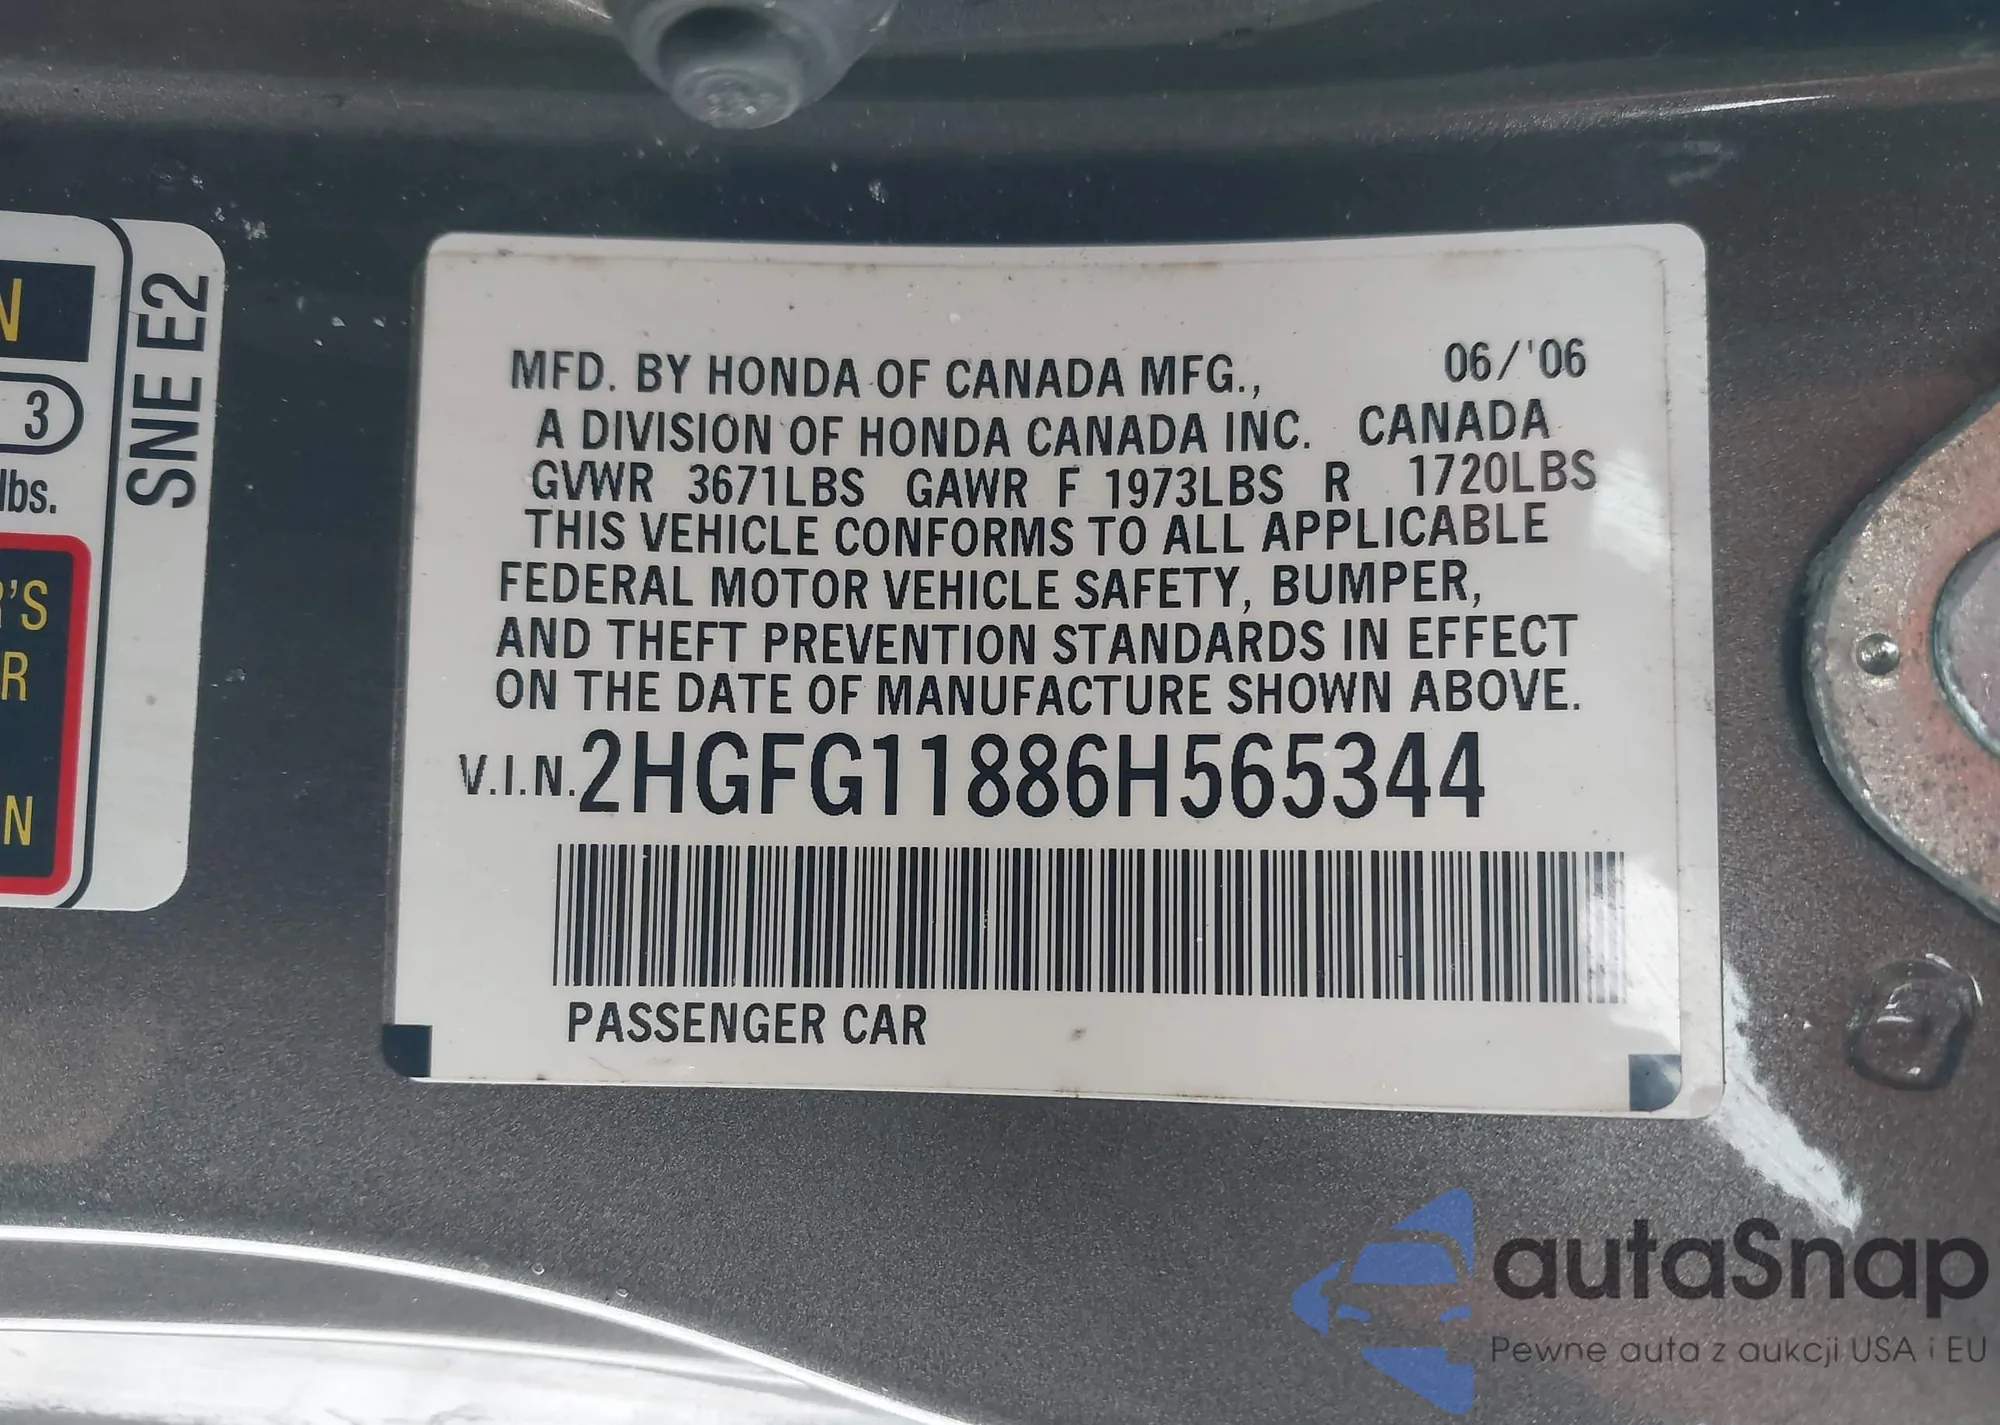 N
3
lbs.
R'S
R
N
SNE E2
MFD. BY HONDA OF CANADA MFG., 06/'06
A DIVISION OF HONDA CANADA INC. CANADA
GVWR 3671LBS GAWR F 1973LBS R 1720LBS
THIS VEHICLE CONFORMS TO ALL APPLICABLE
FEDERAL MOTOR VEHICLE SAFETY, BUMPER,
AND THEFT PREVENTION STANDARDS IN EFFECT
ON THE DATE OF MANUFACTURE SHOWN ABOVE.
V.I.N. 2HGFG11886H565344
PASSENGER CAR
autaSnap
Pewne auta z aukcji USA i EU